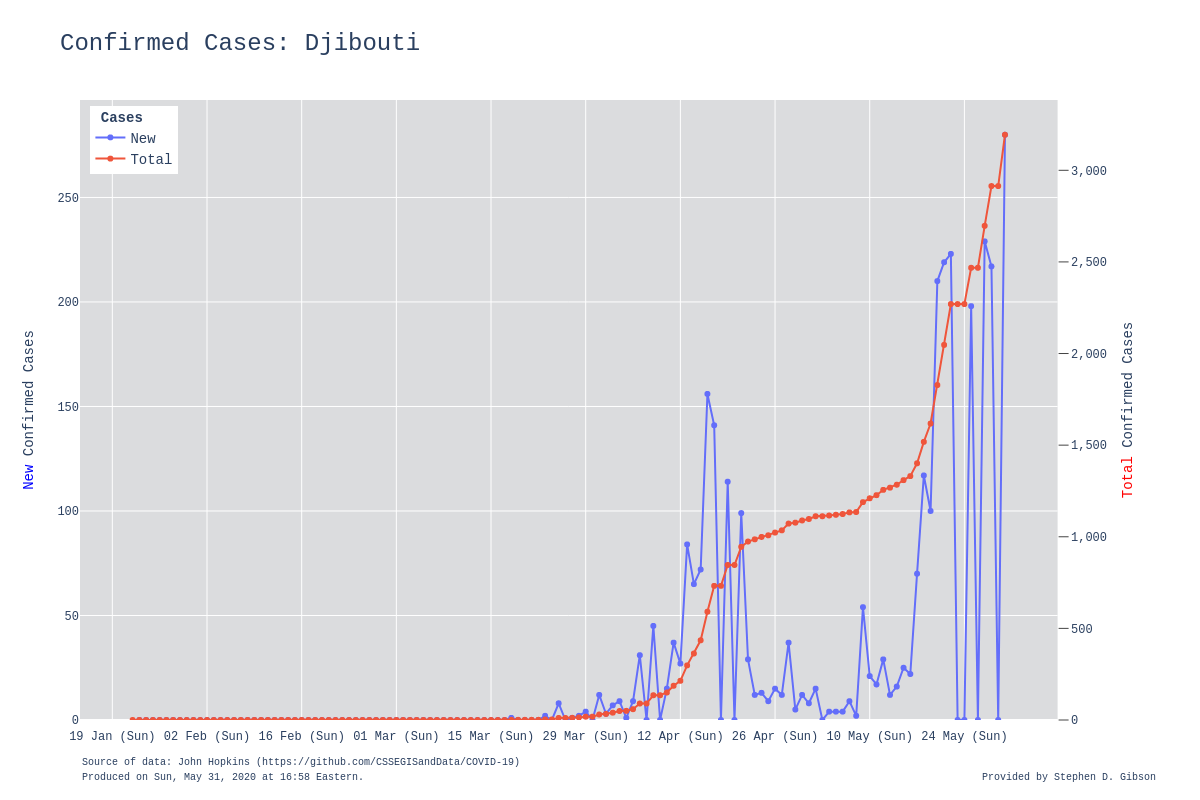 Confirmed Cases: Djibouti
Cases
New
Total
250
200
150
100
50
0
3,000
2,500
2,000
1,500
1,000
500
0
New Confirmed Cases
Total Confirmed Cases
19 Jan (Sun) 02 Feb (Sun) 16 Feb (Sun) 01 Mar (Sun) 15 Mar (Sun) 29 Mar (Sun) 12 Apr (Sun) 26 Apr (Sun) 10 May (Sun) 24 May (Sun)
Source of data: John Hopkins (https://github.com/CSSEGISandData/COVID-19)
Produced on Sun, May 31, 2020 at 16:58 Eastern.
Provided by Stephen D. Gibson